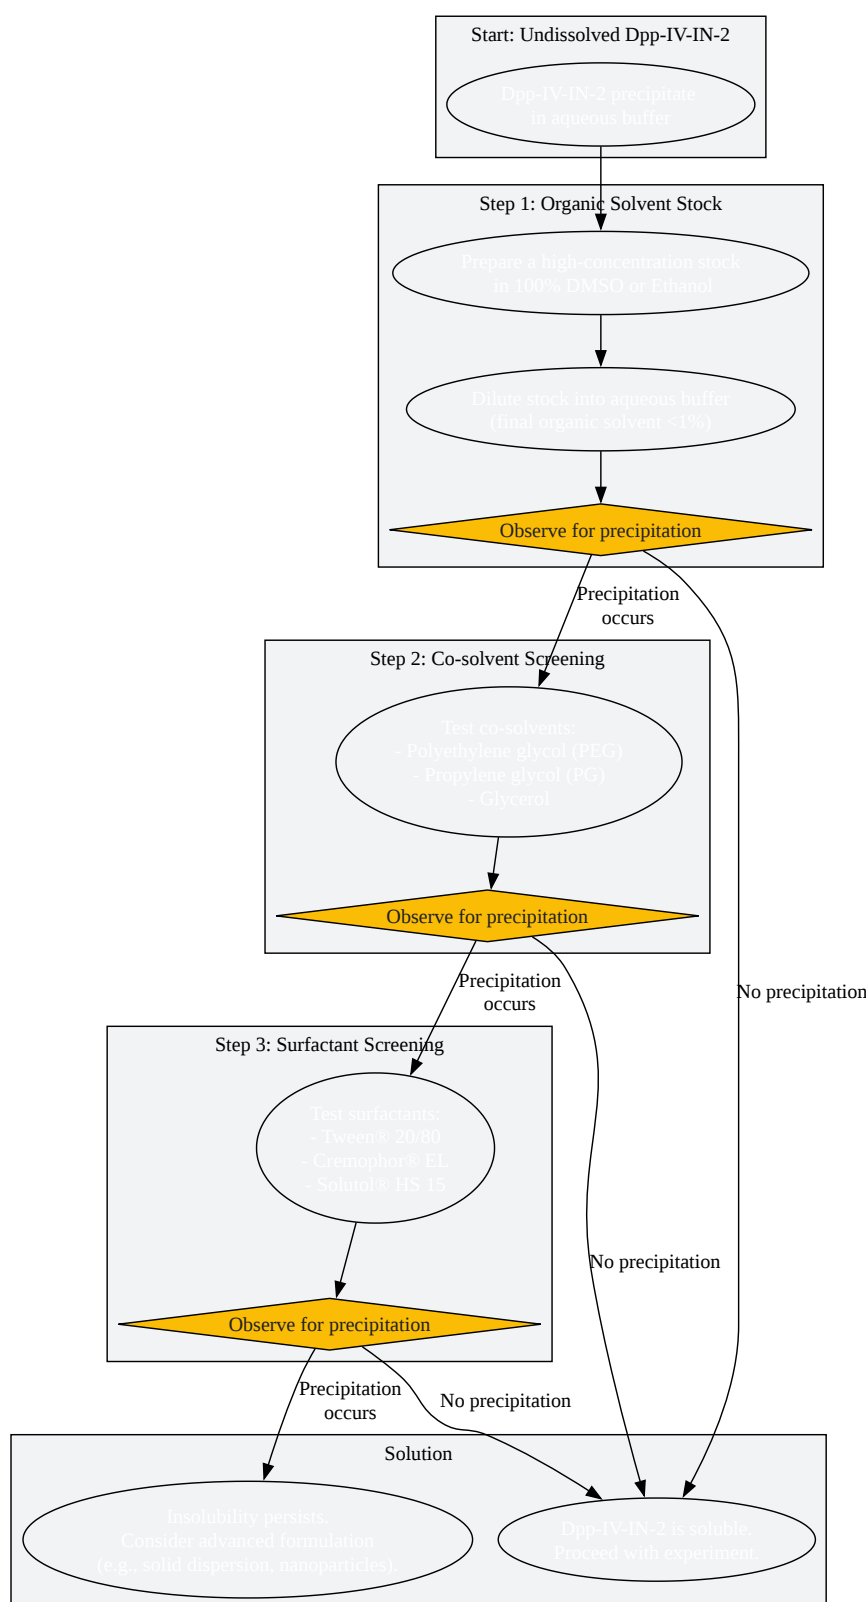 Start: Undissolved Dpp-IV-IN-2
Dpp-IV-IN-2 precipitate
in aqueous buffer
Step 1: Organic Solvent Stock
Prepare a high-concentration stock
in 100% DMSO or Ethanol
Dilute stock into aqueous buffer
(final organic solvent <1%)
Observe for precipitation
Precipitation
occurs
Step 2: Co-solvent Screening
Test co-solvents:
- Polyethylene glycol (PEG)
- Propylene glycol (PG)
- Glycerol
Observe for precipitation
Precipitation
occurs
No precipitation
Step 3: Surfactant Screening
Test surfactants:
- Tween® 20/80
- Cremophor® EL
- Solutol® HS 15
No precipitation
Observe for precipitation
Precipitation
occurs
No precipitation
Solution
Insolubility persists.
Consider advanced formulation
(e.g., solid dispersion, nanoparticles).
Dpp-IV-IN-2 is soluble.
Proceed with experiment.